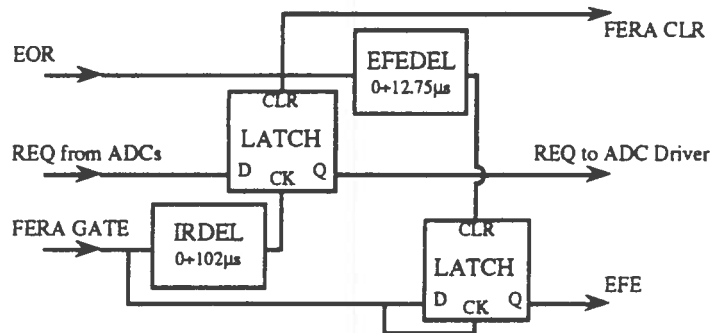 FERA CLR
EOR
EFEDEL
0÷12.75µs
CLR
LATCH
REQ from ADCs
D CK Q
REQ to ADC Driver
FERA GATE
IRDEL
0÷102µs
CLR
LATCH
D CK Q
EFE